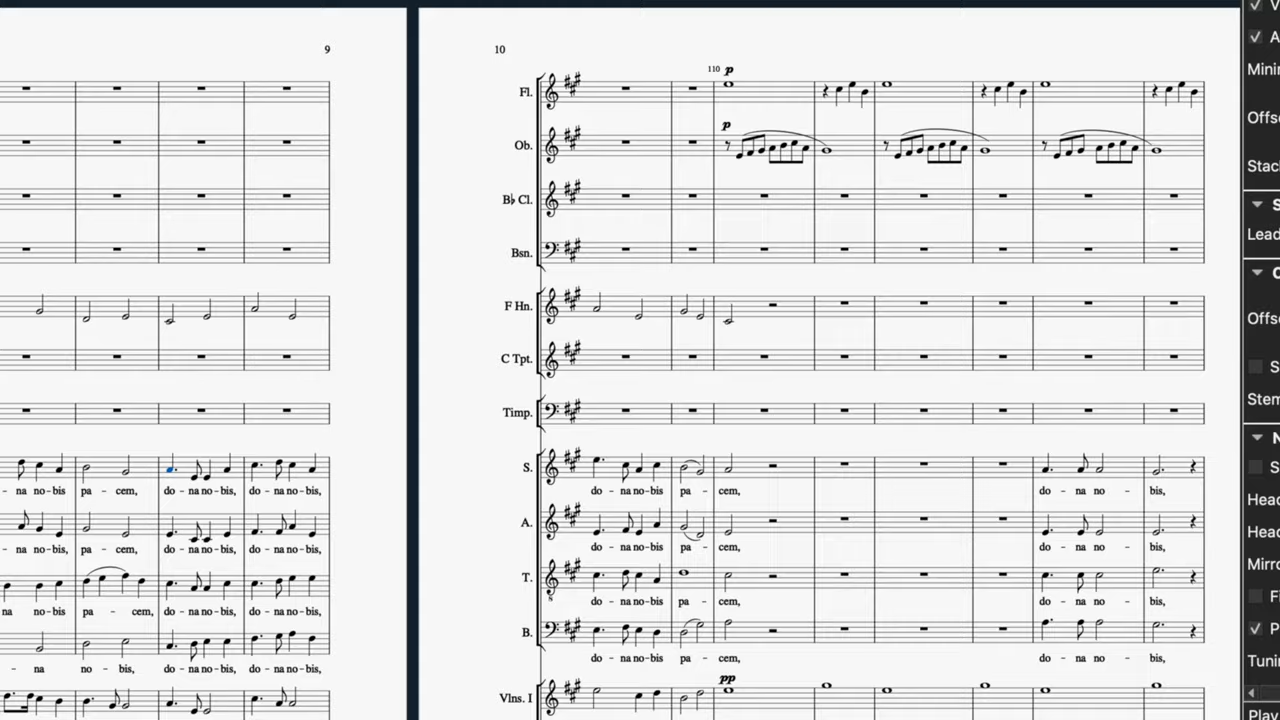 9
na nobis pa - cem, do - na no - bis, do - na no - bis,
na nobis, pa - cem, do - na no - bis, do - na no - bis,
na no - bis pa - cem, do - na no - bis, do - na no - bis,
na no - bis, do - na no - bis, do - na no - bis,
10
110
p
Fl.
p
Ob.
B♭ Cl.
Bsn.
F Hn.
C Tpt.
Timp.
S.
do - na no - bis pa - cem, do - na no - bis,
A.
do - na no - bis pa - cem, do - na no - bis,
T.
do - na no - bis pa - cem, do - na no - bis,
B.
do - na no - bis pa - cem, do - na no - bis,
pp
Vlns. I
V
A
Minin
Offse
Stack
S
Lead
O
Offse
S
Stem
N
S
Head
Head
Mirro
Fi
P
Tunin
Play